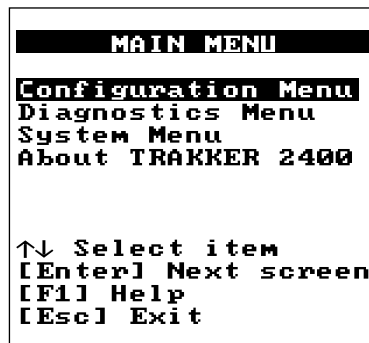 MAIN MENU
Configuration Menu
Diagnostics Menu
System Menu
About TRAKKER 2400
↑↓ Select item
[Enter] Next screen
[F1] Help
[Esc] Exit